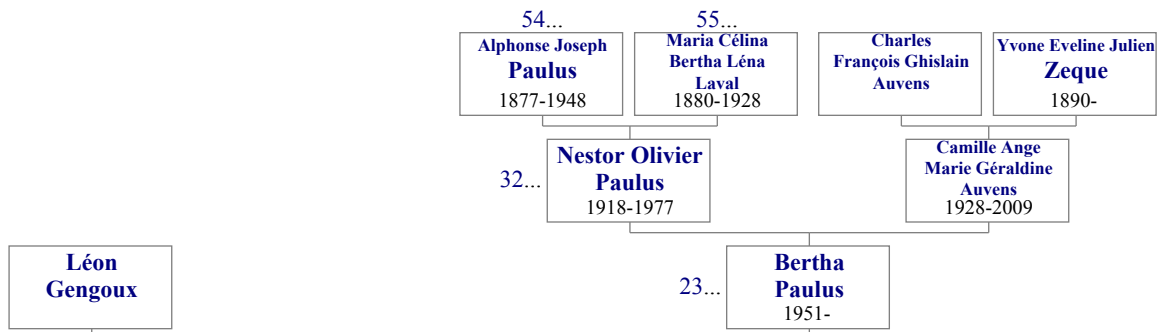 54...
55...
Alphonse Joseph
Paulus
1877-1948
Maria Célina
Bertha Léna
Laval
1880-1928
Charles
François Ghislain
Auvens
Yvone Eveline Julien
Zeque
1890-
32...
Nestor Olivier
Paulus
1918-1977
Camille Ange
Marie Géraldine
Auvens
1928-2009
Léon
Gengoux
23...
Bertha
Paulus
1951-